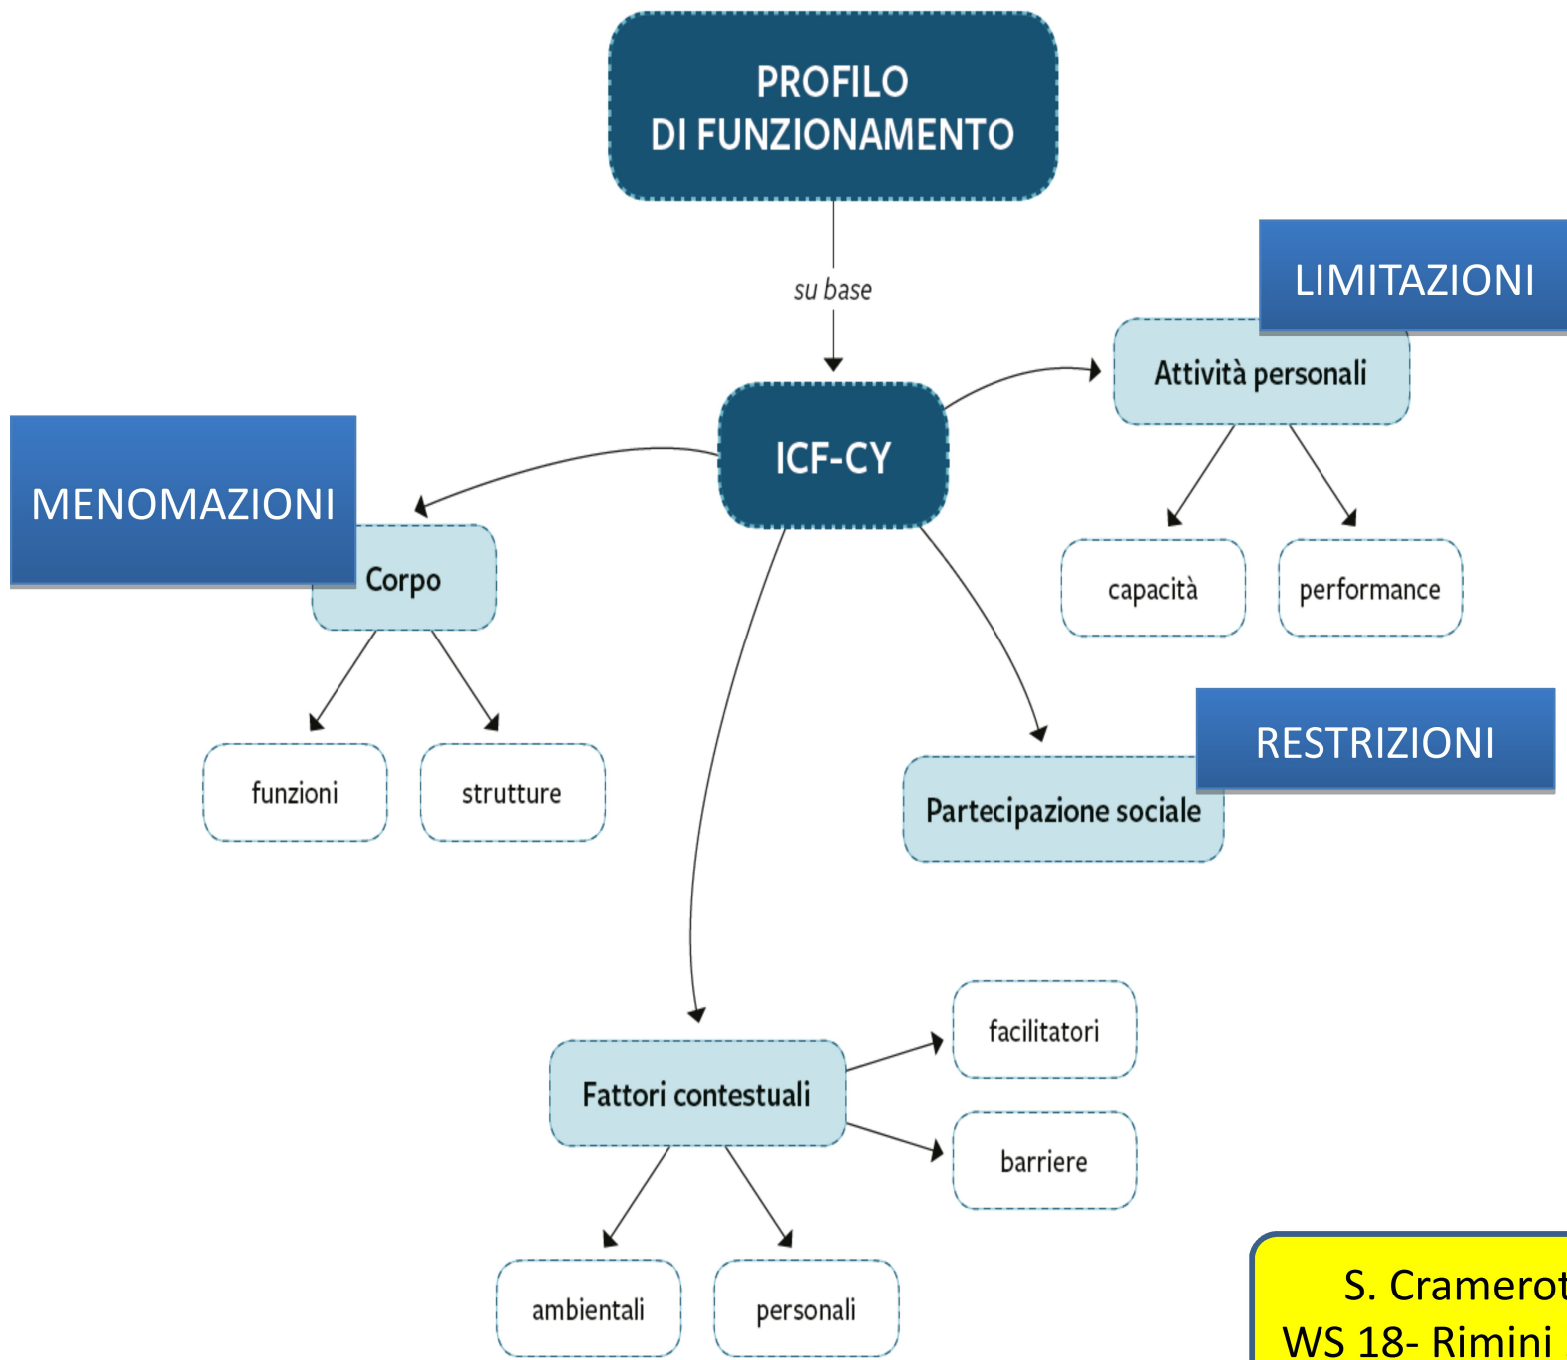 PROFILO
DI FUNZIONAMENTO
LIMITAZIONI
su base
Attività personali
ICF-CY
MENOMAZIONI
Corpo
capacità
performance
RESTRIZIONI
funzioni
strutture
Partecipazione sociale
facilitatori
Fattori contestuali
barriere
ambientali
personali
S.
WS 18- Rimini